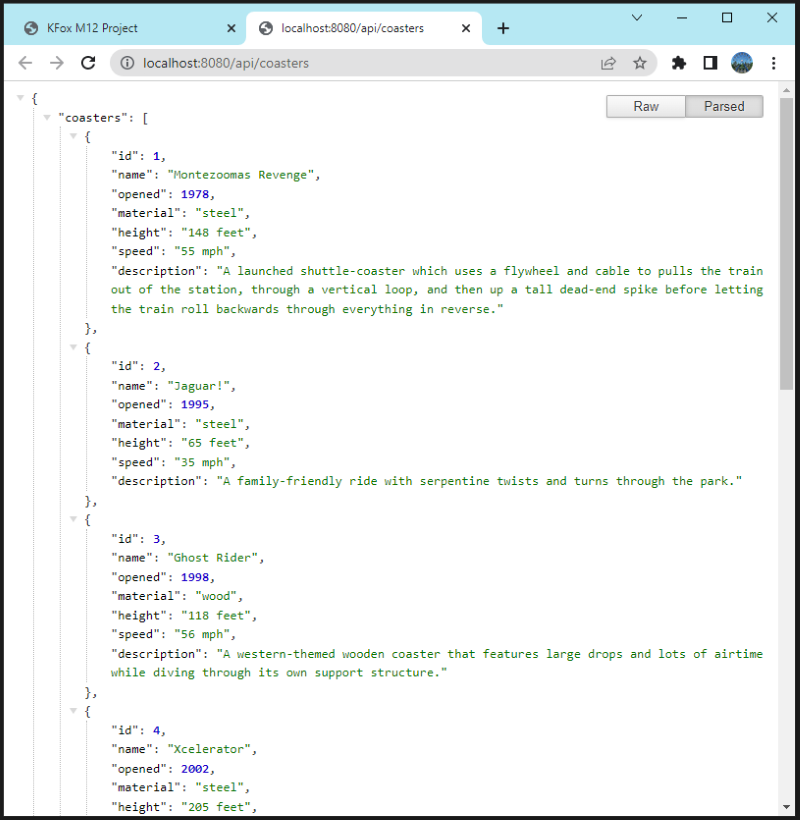 KFox M12 Project
localhost:8080/api/coasters
localhost:8080/api/coasters
Raw
Parsed
{
"coasters": [
{
"id": 1,
"name": "Montezoomas Revenge",
"opened": 1978,
"material": "steel",
"height": "148 feet",
"speed": "55 mph",
"description": "A launched shuttle-coaster which uses a flywheel and cable to pulls the train
out of the station, through a vertical loop, and then up a tall dead-end spike before letting
the train roll backwards through everything in reverse."
},
{
"id": 2,
"name": "Jaguar!",
"opened": 1995,
"material": "steel",
"height": "65 feet",
"speed": "35 mph",
"description": "A family-friendly ride with serpentine twists and turns through the park."
},
{
"id": 3,
"name": "Ghost Rider",
"opened": 1998,
"material": "wood",
"height": "118 feet",
"speed": "56 mph",
"description": "A western-themed wooden coaster that features large drops and lots of airtime
while diving through its own support structure."
},
{
"id": 4,
"name": "Xcelerator",
"opened": 2002,
"material": "steel",
"height": "205 feet",